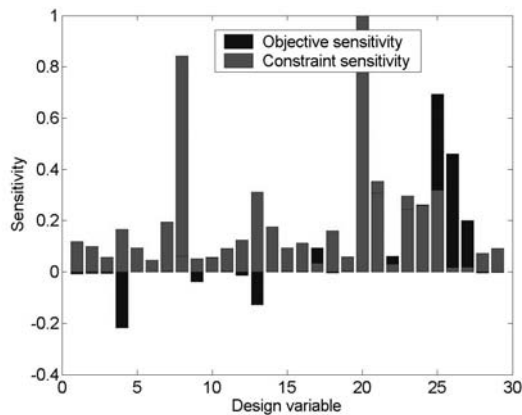 1
Objective sensitivity
Constraint sensitivity
0.8
0.6
0.4
0.2
0
-0.2
-0.4
Sensitivity
0 5 10 15 20 25 30
Design variable